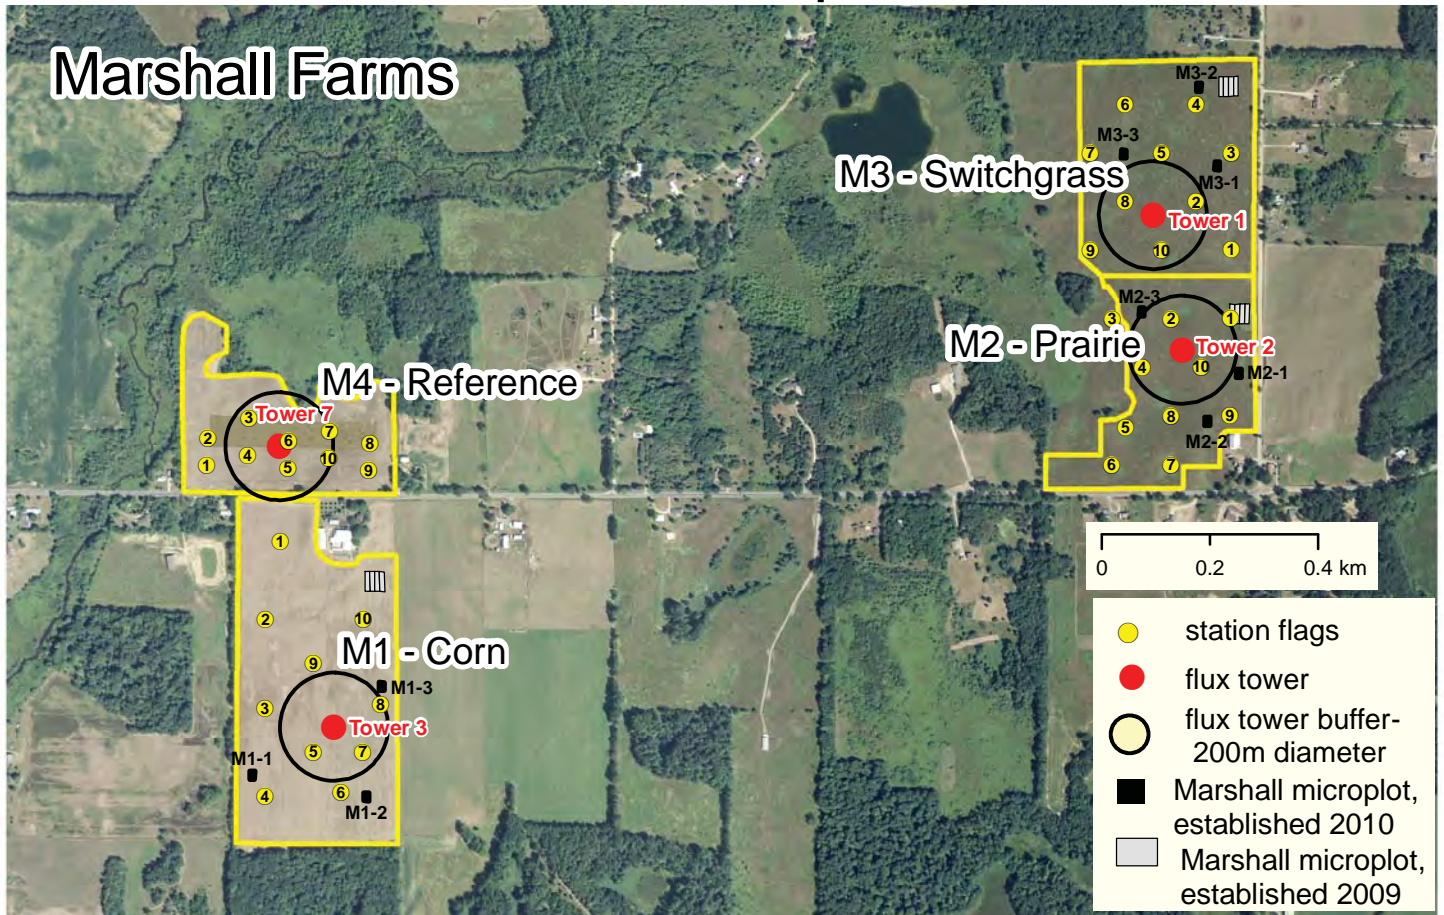 Marshall Farms
M3-2
6
4
M3-3
7
5
3
M3 - Switchgrass
M3-1
8
2
Tower 1
9
10
1
M2-3
3
2
1
M2 - Prairie
Tower 2
4
10
M2-1
8
9
5
M2-2
6
7
M4 - Reference
Tower 7
3
2
7
6
8
4
10
1
5
9
1
2
10
9
M1 - Corn
M1-3
8
3
Tower 3
5
7
M1-1
4
6
M1-2
0
0.2
0.4 km
station flags
flux tower
flux tower buffer-
200m diameter
Marshall microplot,
established 2010
Marshall microplot,
established 2009